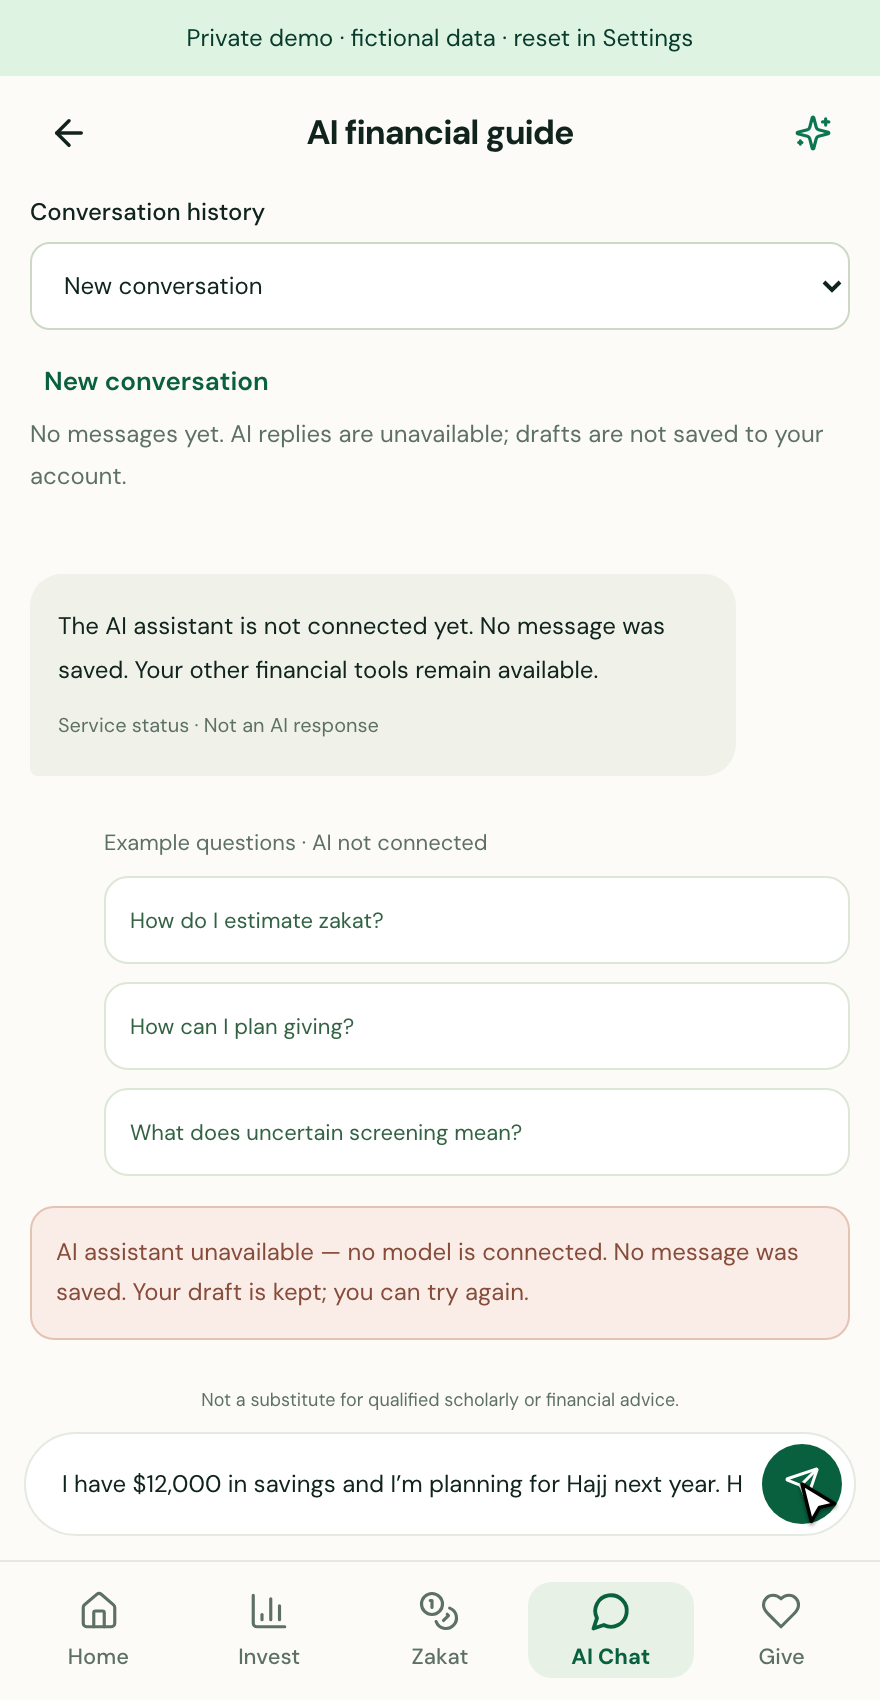 Private demo · fictional data · reset in Settings
AI financial guide
Conversation history
New conversation
New conversation
No messages yet. AI replies are unavailable; drafts are not saved to your
account.
The AI assistant is not connected yet. No message was
saved. Your other financial tools remain available.
Service status · Not an AI response
Example questions · AI not connected
How do I estimate zakat?
How can I plan giving?
What does uncertain screening mean?
AI assistant unavailable — no model is connected. No message was
saved. Your draft is kept; you can try again.
Not a substitute for qualified scholarly or financial advice.
I have $12,000 in savings and I’m planning for Hajj next year. H
Home
Invest
Zakat
AI Chat
Give